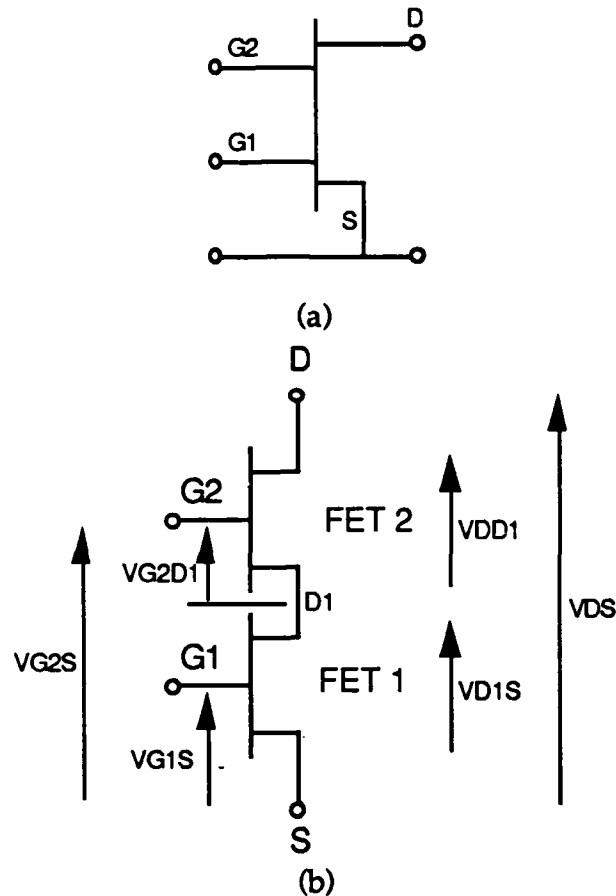 D
G2
G1
S
(a)
D
G2
FET 2
VDD1
VG2D1
D1
VDS
VG2S
G1
FET 1
VD1S
VG1S
S
(b)